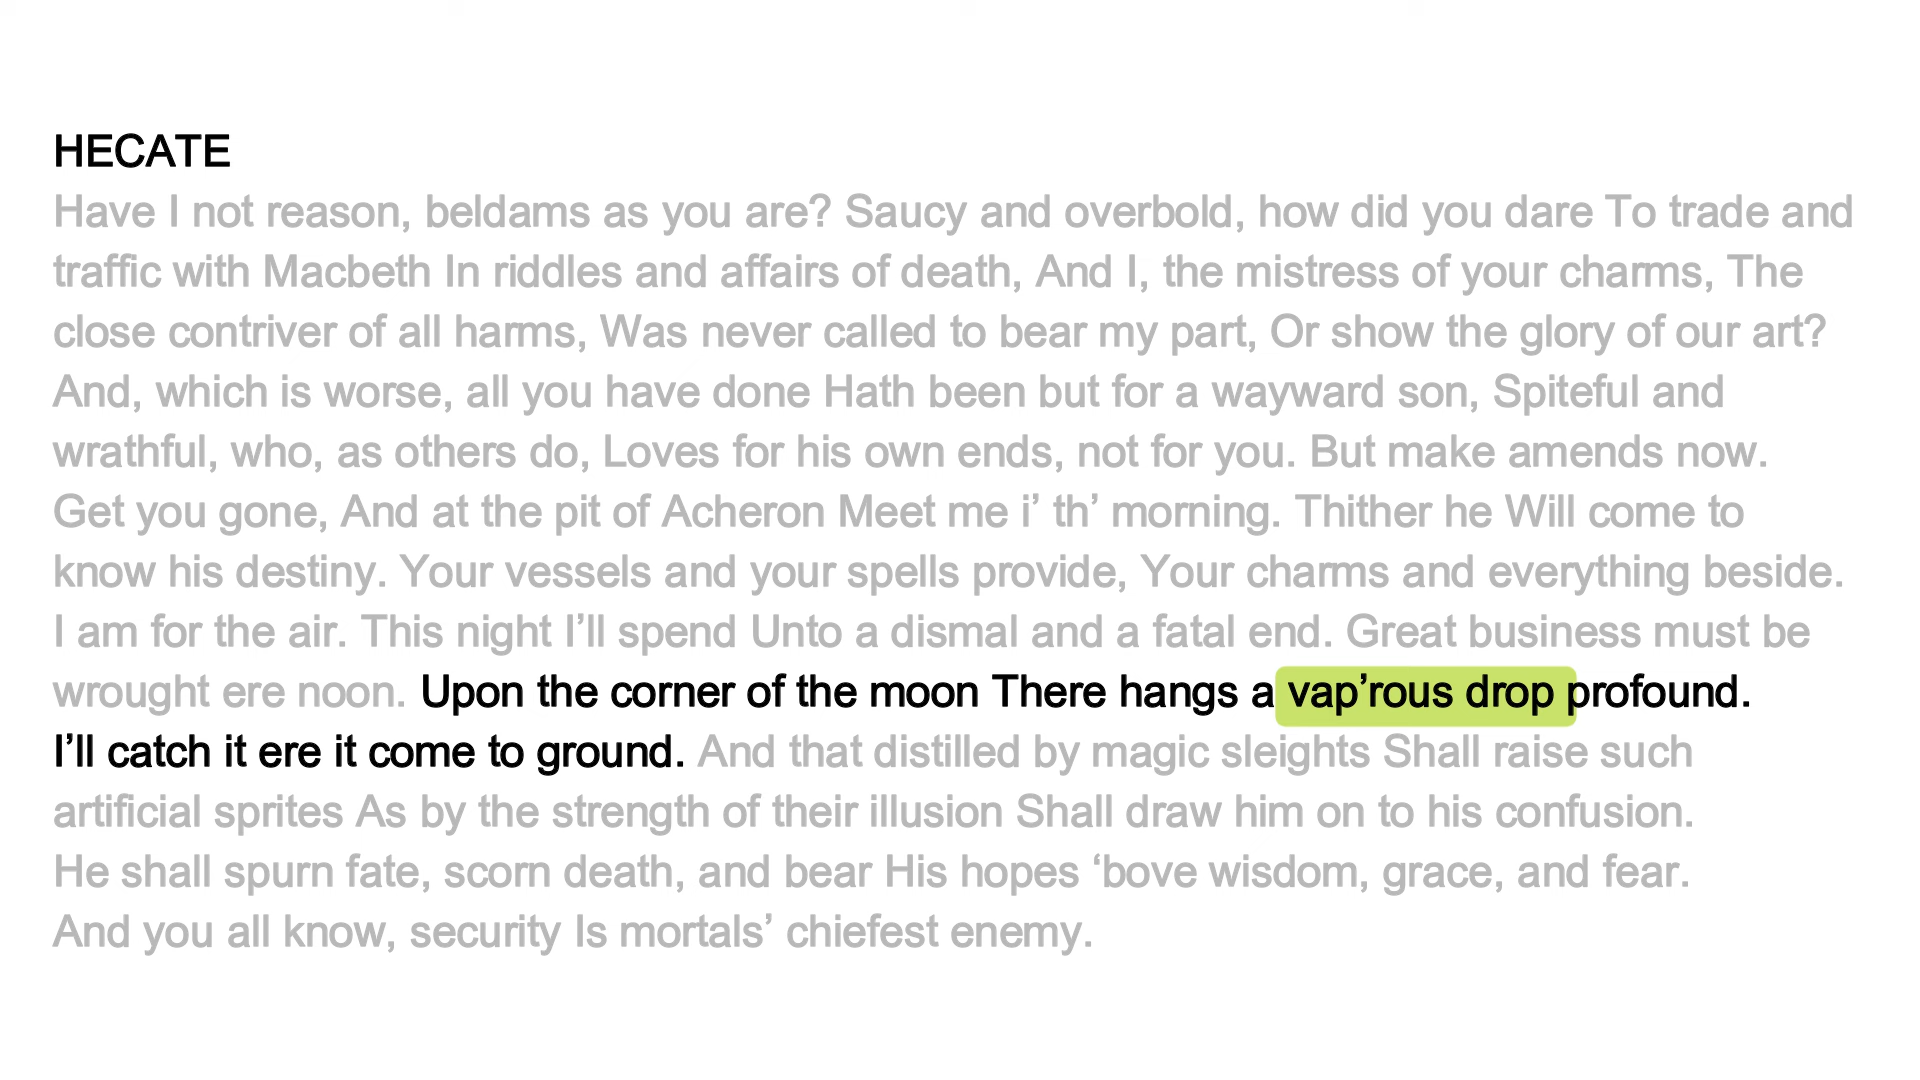 HECATE
Have I not reason, beldams as you are? Saucy and overbold, how did you dare To trade and
traffic with Macbeth In riddles and affairs of death, And I, the mistress of your charms, The
close contriver of all harms, Was never called to bear my part, Or show the glory of our art?
And, which is worse, all you have done Hath been but for a wayward son, Spiteful and
wrathful, who, as others do, Loves for his own ends, not for you. But make amends now.
Get you gone, And at the pit of Acheron Meet me i’ th’ morning. Thither he Will come to
know his destiny. Your vessels and your spells provide, Your charms and everything beside.
I am for the air. This night I’ll spend Unto a dismal and a fatal end. Great business must be
wrought ere noon. Upon the corner of the moon There hangs a vap’rous drop profound.
I’ll catch it ere it come to ground. And that distilled by magic sleights Shall raise such
artificial sprites As by the strength of their illusion Shall draw him on to his confusion.
He shall spurn fate, scorn death, and bear His hopes ‘bove wisdom, grace, and fear.
And you all know, security Is mortals’ chiefest enemy.